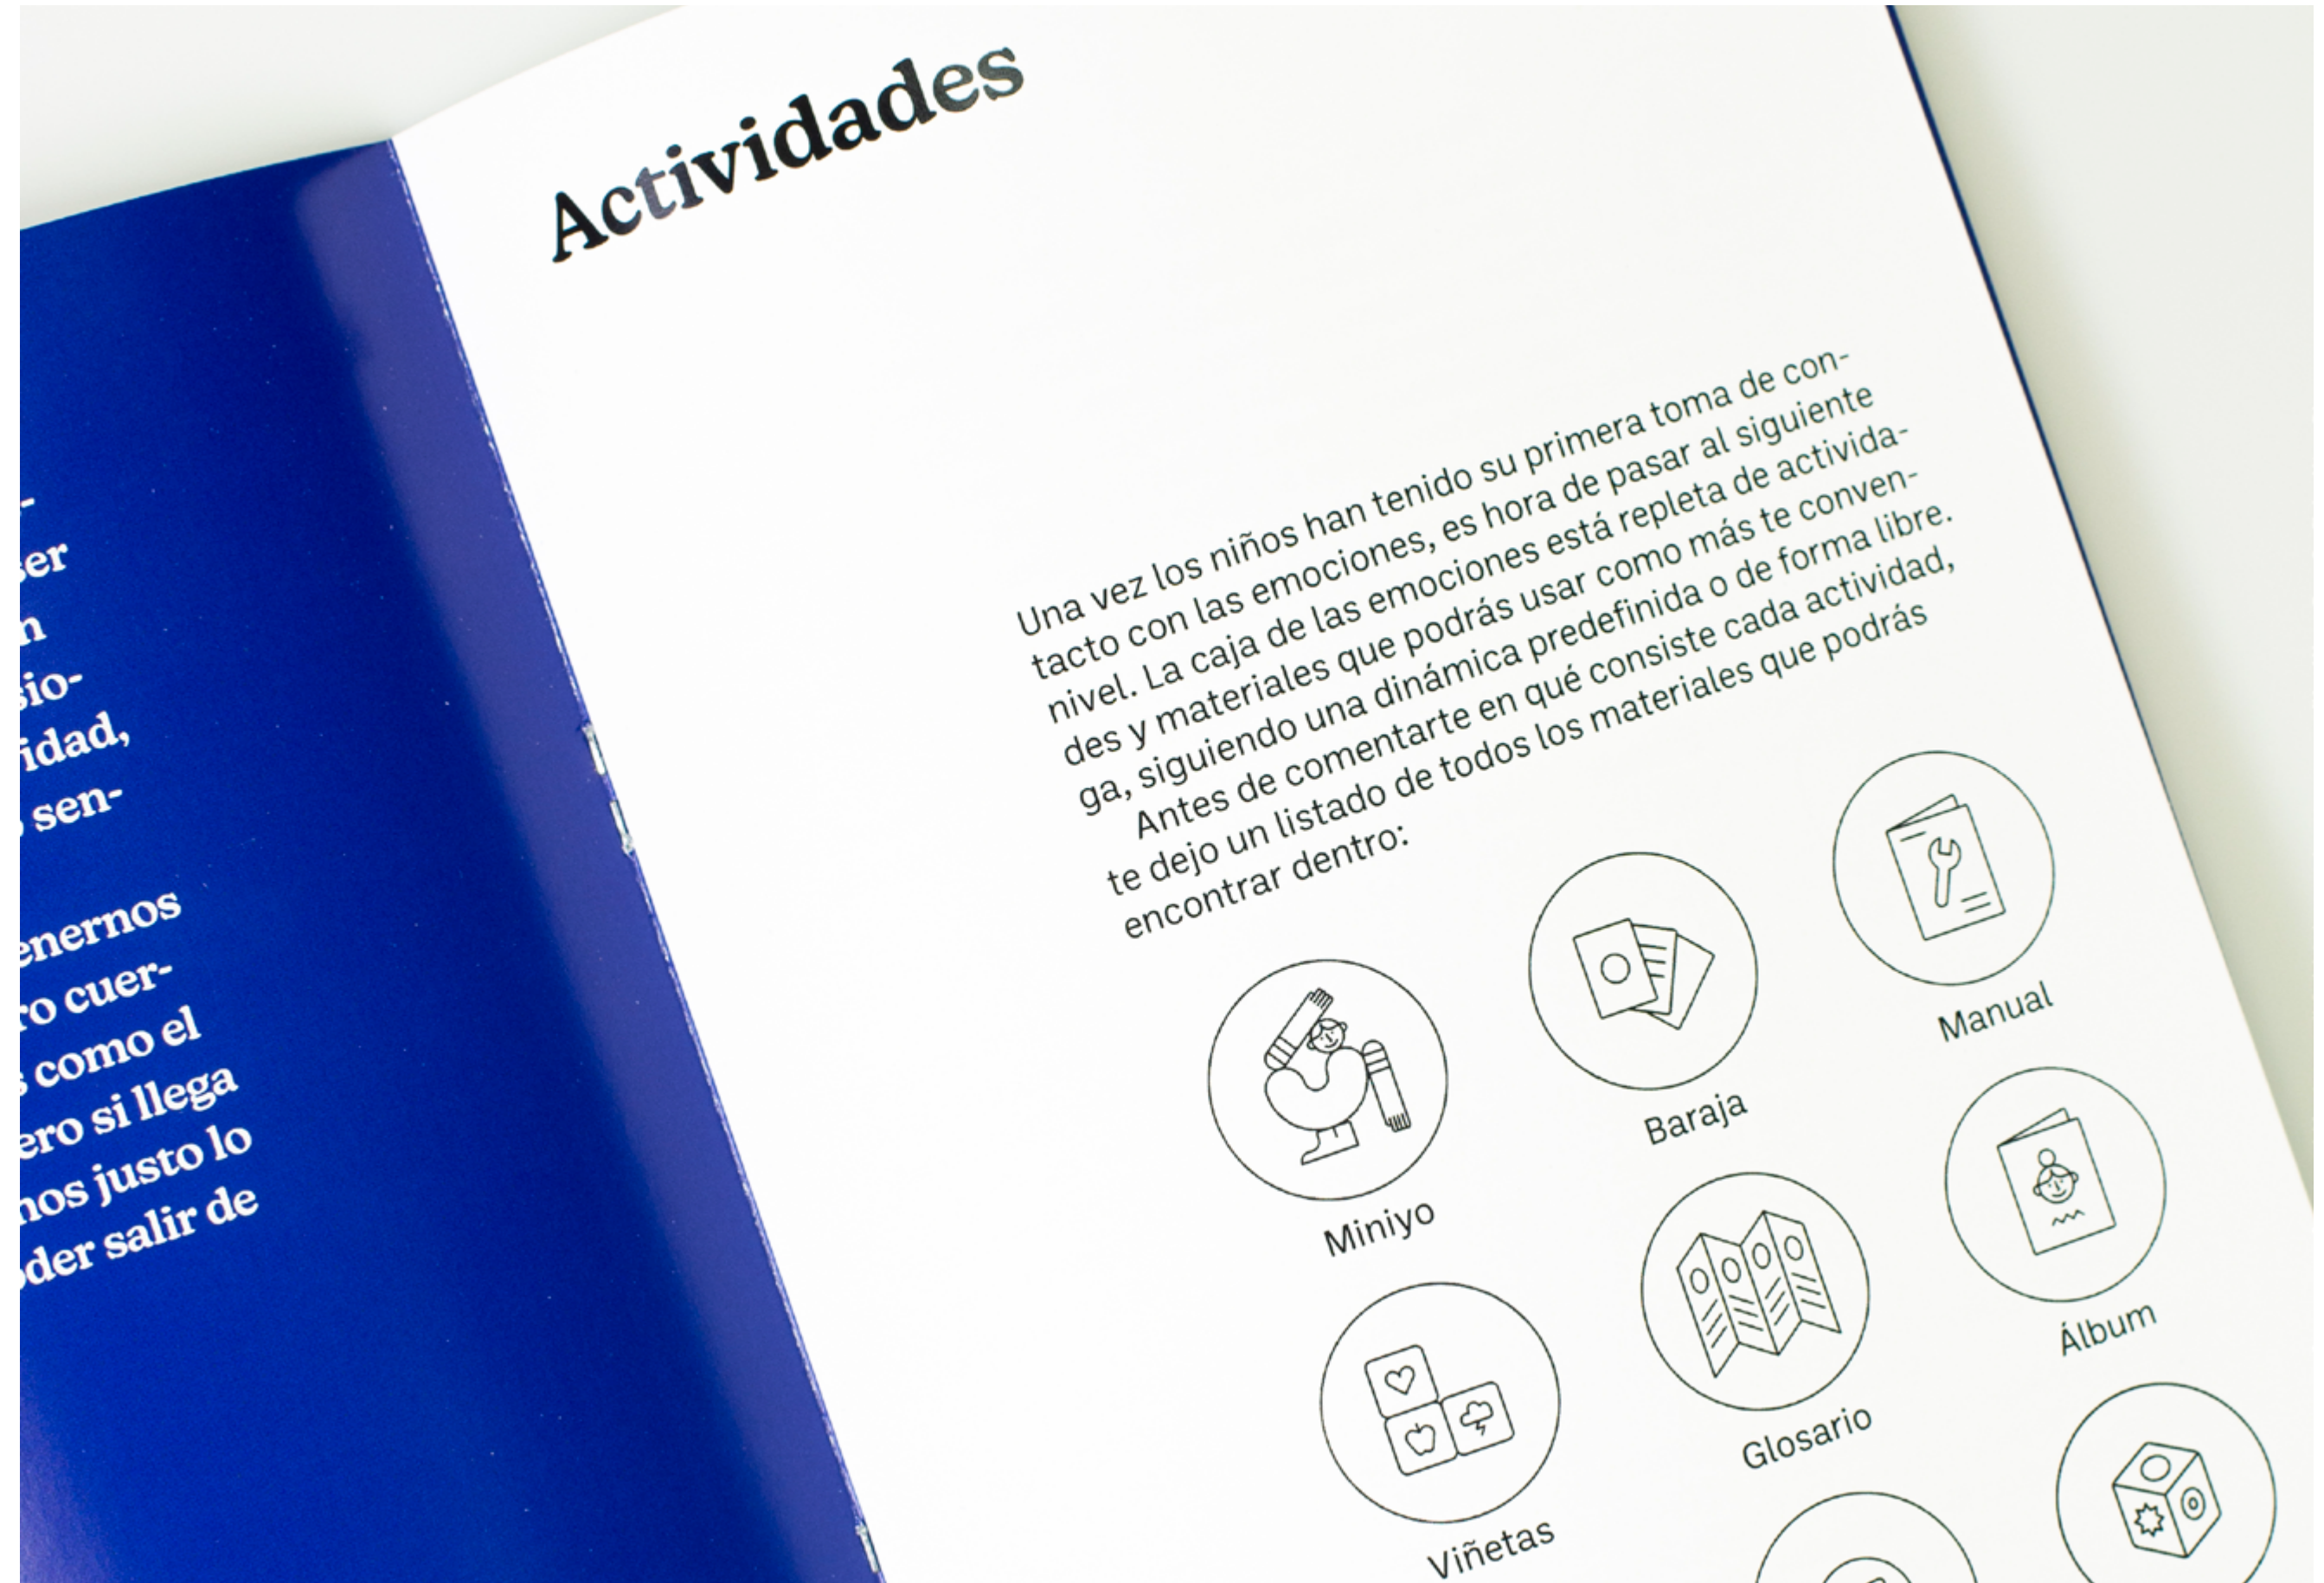 sio-
idad,
sen-
enernos
ro cuer-
s como el
ero si llega
nos justo lo
oder salir de
Actividades
Una vez los niños han tenido su primera toma de con-
tacto con las emociones, es hora de pasar al siguiente
nivel. La caja de las emociones está repleta de activida-
des y materiales que podrás usar como más te conven-
ga, siguiendo una dinámica predefinida o de forma libre.
Antes de comentarte en qué consiste cada actividad,
te dejo un listado de todos los materiales que podrás
encontrar dentro:
Miniyo
Baraja
Manual
Viñetas
Glosario
Álbum